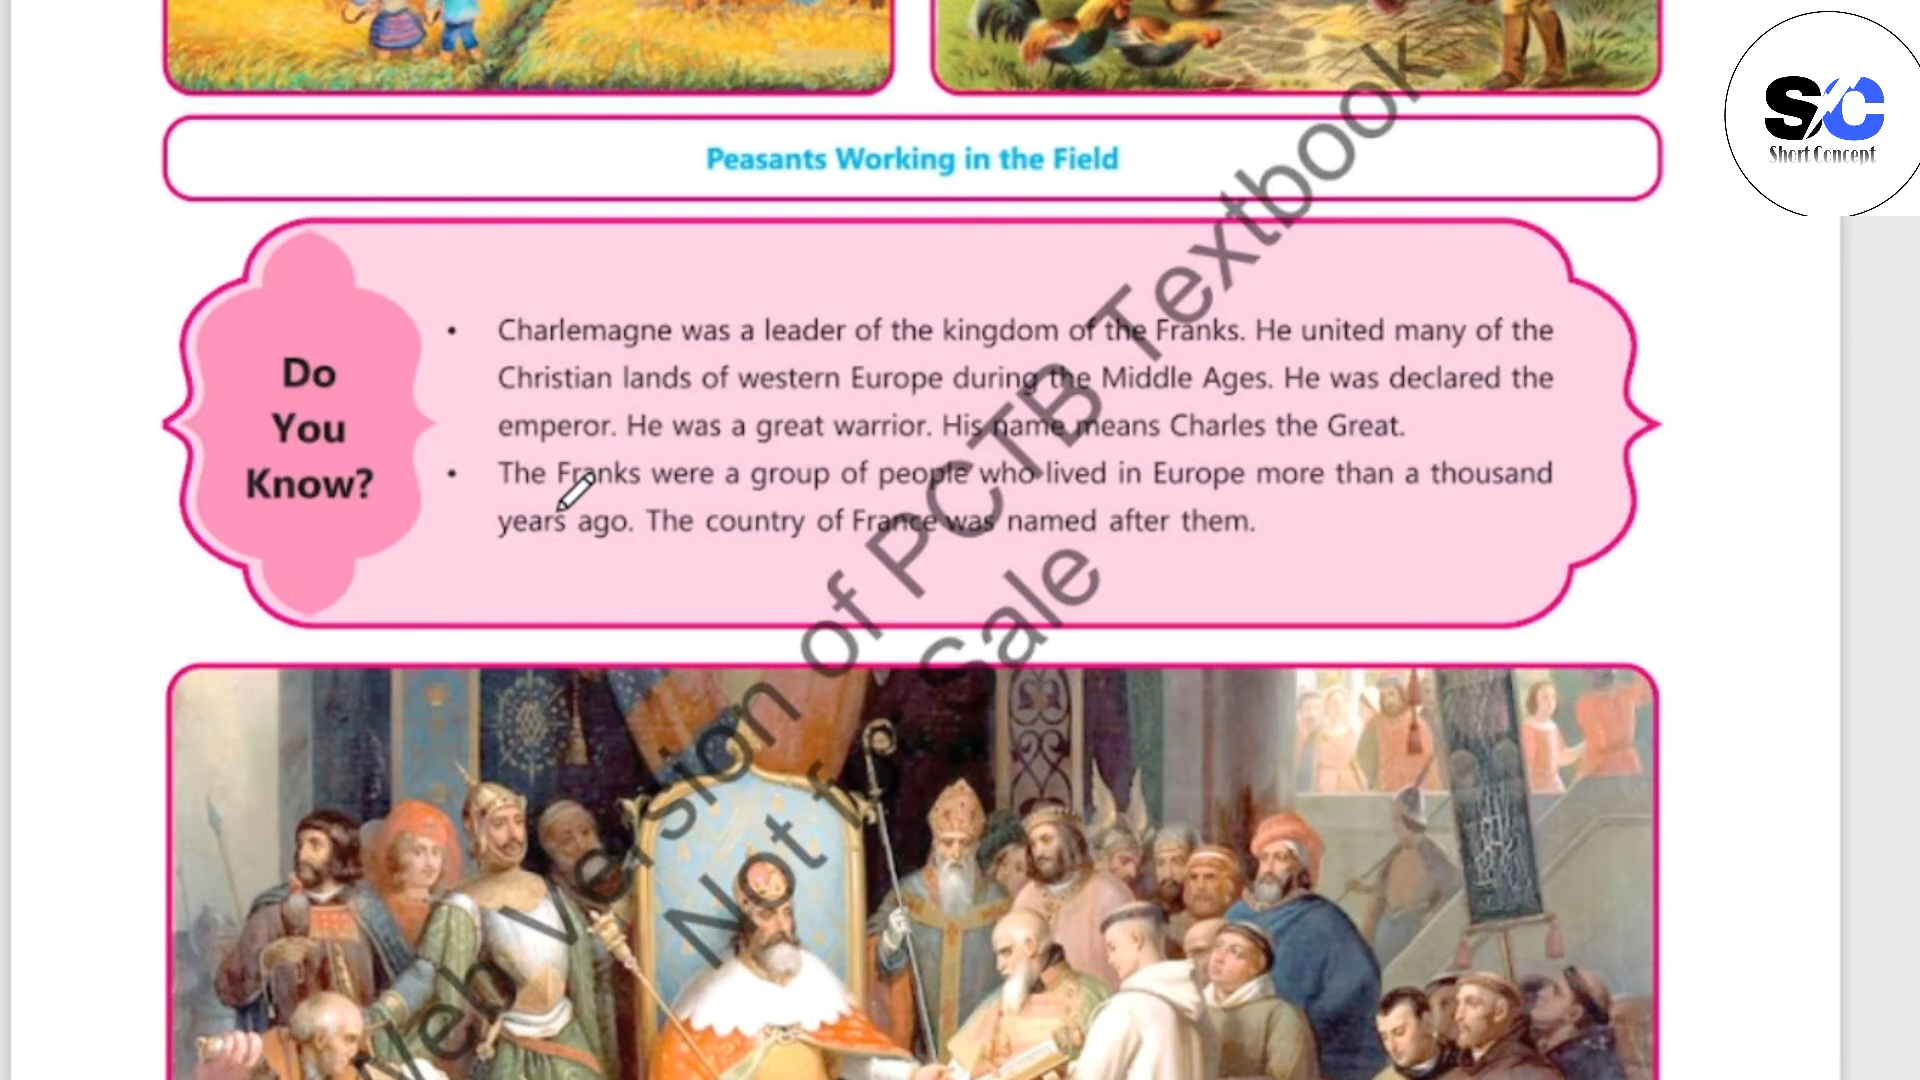 SC
Short Concept
Peasants Working in the Field
Do
You
Know?
• Charlemagne was a leader of the kingdom of the Franks. He united many of the
Christian lands of western Europe during the Middle Ages. He was declared the
emperor. He was a great warrior. His name means Charles the Great.
• The Franks were a group of people who lived in Europe more than a thousand
years ago. The country of France was named after them.
Web Version of PCTB Textbook
Not f Sale